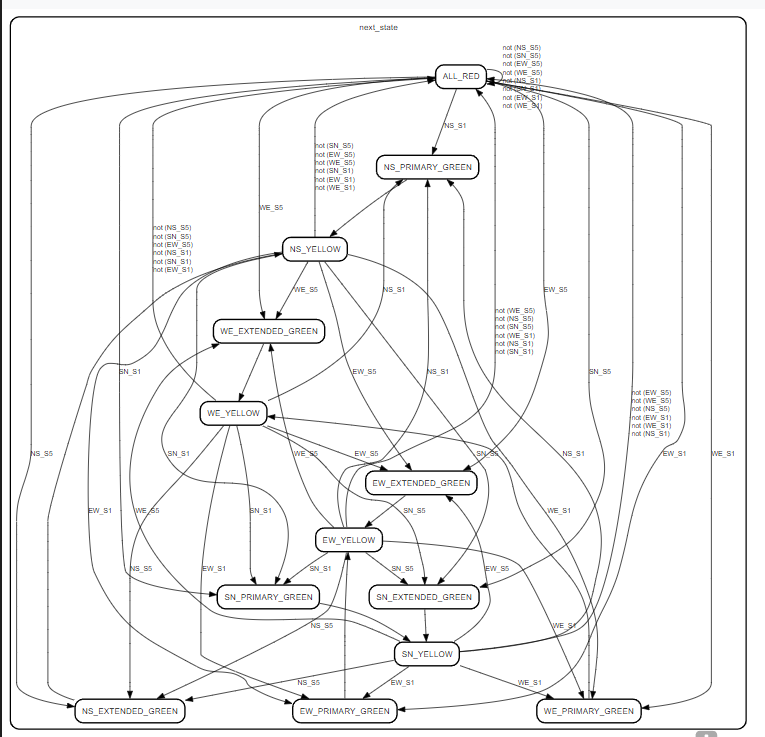 next_state
not (NS_S5)
not (SN_S5)
not (EW_S5)
not (WE_S5)
not (NS_S1)
not (SN_S1)
not (EW_S1)
not (WE_S1)
ALL_RED
NS_S1
not (SN_S5)
not (EW_S5)
not (WE_S5)
not (SN_S1)
not (EW_S1)
not (WE_S1)
NS_PRIMARY_GREEN
WE_S5
not (NS_S5)
not (SN_S5)
not (EW_S5)
not (NS_S1)
not (SN_S1)
not (EW_S1)
NS_YELLOW
WE_S5
NS_S1
EW_S5
not (WE_S5)
not (NS_S5)
not (SN_S5)
not (WE_S1)
not (NS_S1)
not (SN_S1)
WE_EXTENDED_GREEN
SN_S1
EW_S5
NS_S1
SN_S5
not (EW_S5)
not (WE_S5)
not (NS_S5)
not (EW_S1)
not (WE_S1)
not (NS_S1)
WE_YELLOW
NS_S5
SN_S1
WE_S5
EW_S5
SN_S5
NS_S1
EW_S1
WE_S1
EW_EXTENDED_GREEN
EW_S1
WE_S5
SN_S1
SN_S5
WE_S1
EW_YELLOW
NS_S5
EW_S1
SN_S1
SN_S5
EW_S5
SN_PRIMARY_GREEN
SN_EXTENDED_GREEN
NS_S5
WE_S1
SN_YELLOW
NS_S5
EW_S1
WE_S1
NS_EXTENDED_GREEN
EW_PRIMARY_GREEN
WE_PRIMARY_GREEN